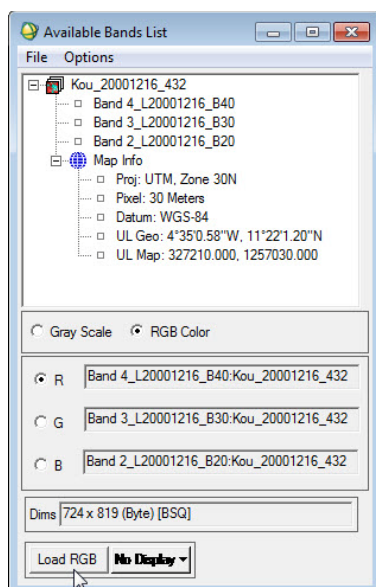 Available Bands List
File Options
Kou_20001216_432
Band 4_L20001216_B40
Band 3_L20001216_B30
Band 2_L20001216_B20
Map Info
Proj: UTM, Zone 30N
Pixel: 30 Meters
Datum: WGS-84
UL Geo: 4°35'0.58"W, 11°22'1.20"N
UL Map: 327210.000, 1257030.000
Gray Scale RGB Color
R Band 4_L20001216_B40:Kou_20001216_432
G Band 3_L20001216_B30:Kou_20001216_432
B Band 2_L20001216_B20:Kou_20001216_432
Dims 724 x 819 (Byte) [BSQ]
Load RGB No Display